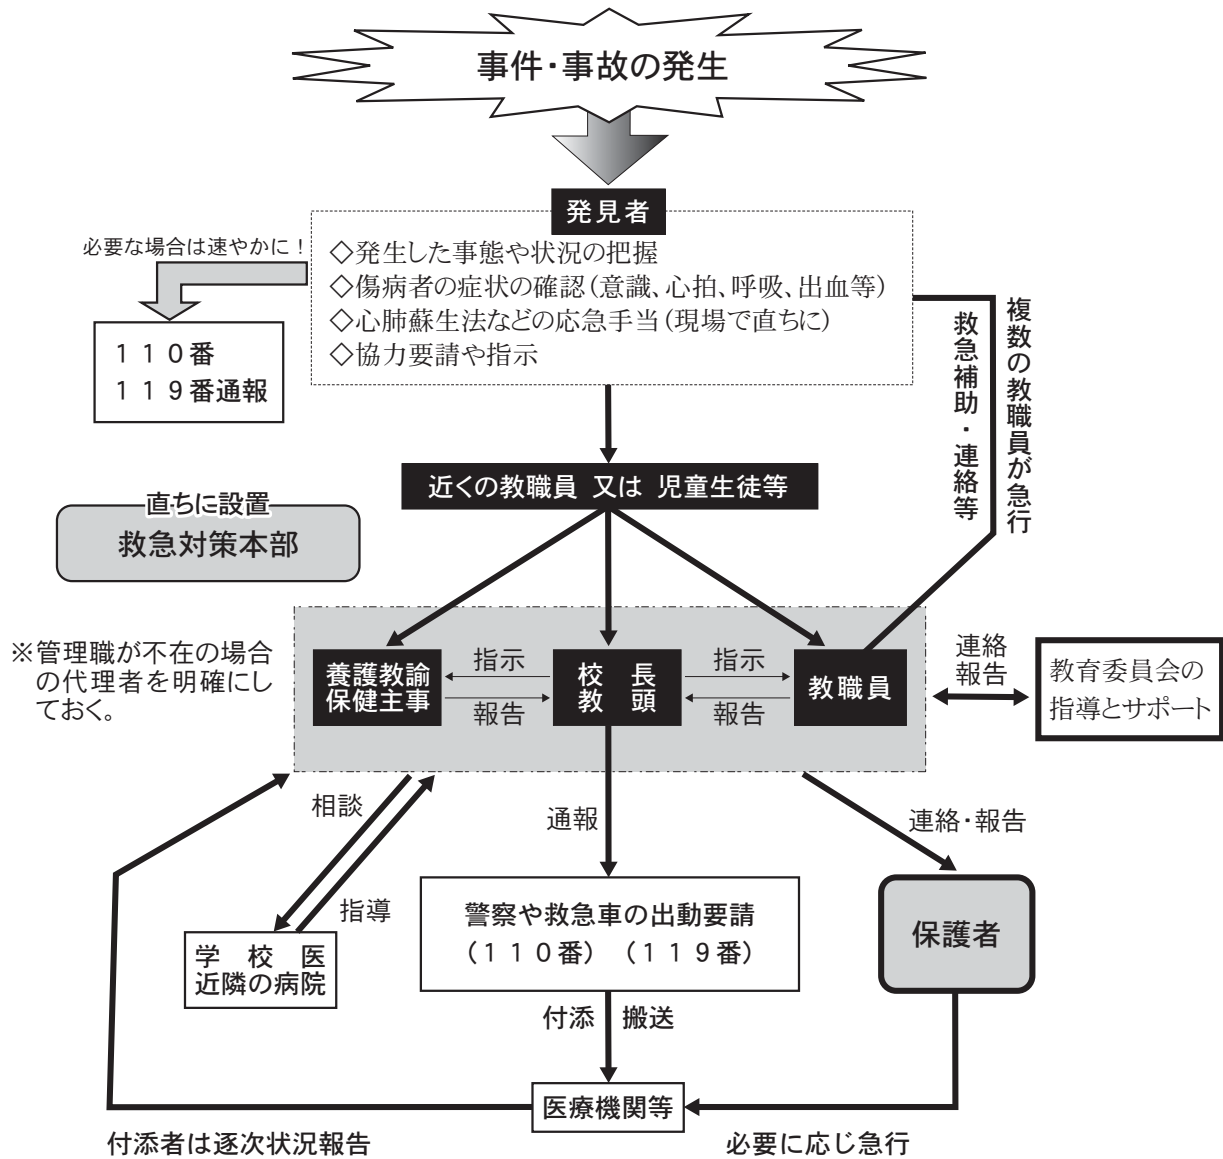 事件・事故の発生
発見者
必要な場合は速やかに！
◇発生した事態や状況の把握
◇傷病者の症状の確認（意識、心拍、呼吸、出血等）
◇心肺蘇生法などの応急手当（現場で直ちに）
◇協力要請や指示
１１０番
１１９番通報
複数の教職員が急行
救急補助・連絡等
近くの教職員 又は 児童生徒等
直ちに設置
救急対策本部
※管理職が不在の場合
の代理者を明確にし
ておく。
養護教諭
保健主事
指示
報告
校　長
教　頭
指示
報告
教職員
連絡
報告
教育委員会の
指導とサポート
相談
指導
通報
連絡・報告
学　校　医
近隣の病院
警察や救急車の出動要請
（１１０番）（１１９番）
保護者
付添　搬送
医療機関等
付添者は逐次状況報告
必要に応じ急行